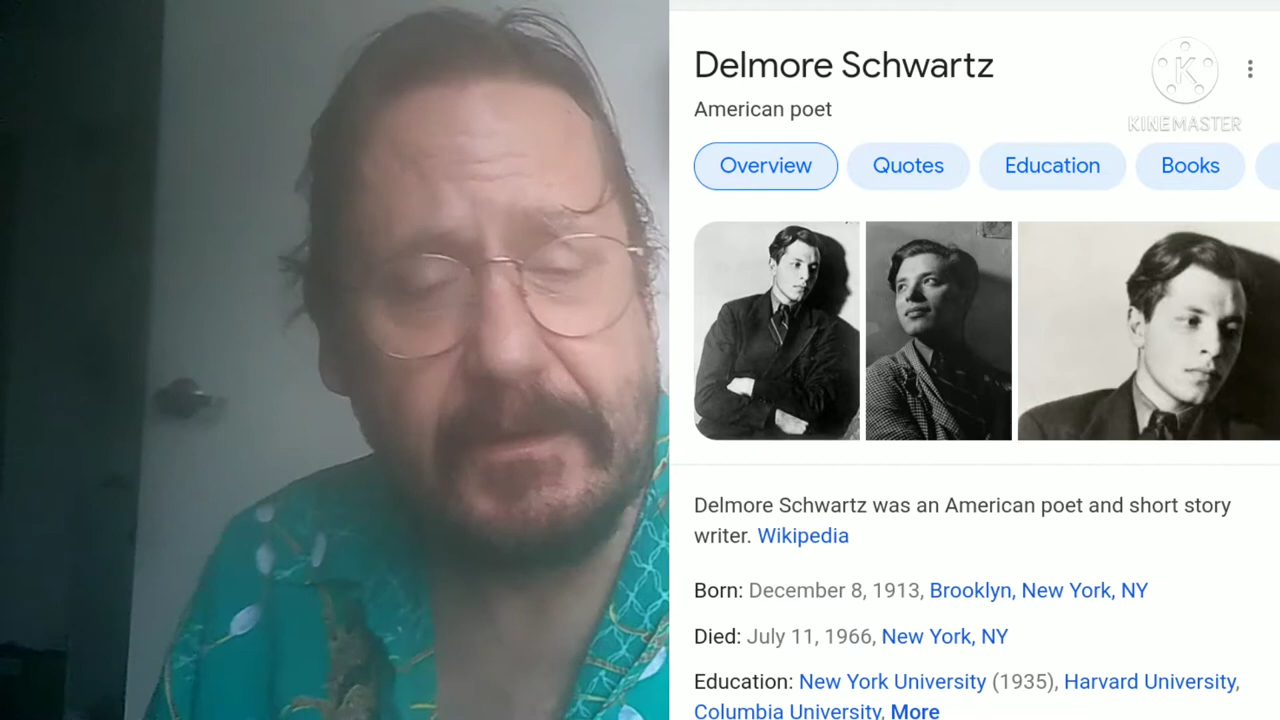 Delmore Schwartz
American poet
KINEMASTER
Overview Quotes Education Books
Delmore Schwartz was an American poet and short story
writer. Wikipedia
Born: December 8, 1913, Brooklyn, New York, NY
Died: July 11, 1966, New York, NY
Education: New York University (1935), Harvard University,
Columbia University, More